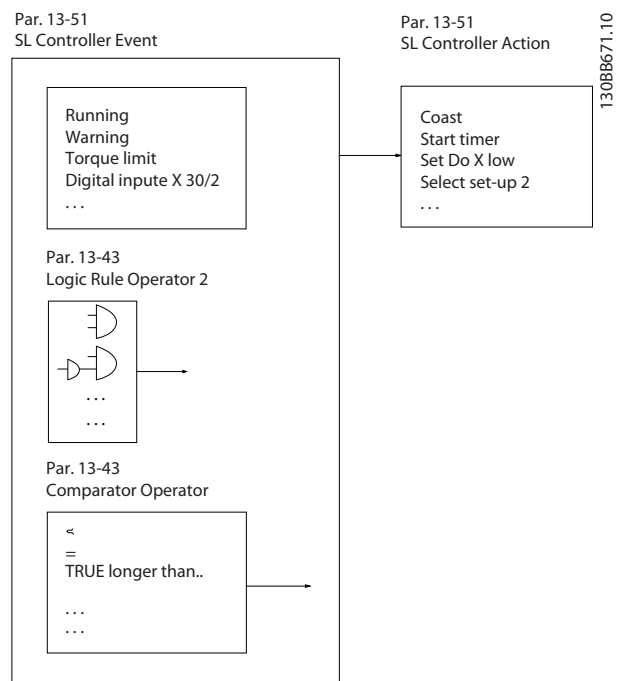 Par. 13-51
SL Controller Event
Par. 13-51
SL Controller Action
130BB671.10
Running
Warning
Torque limit
Digital inpute X 30/2
. . .
Coast
Start timer
Set Do X low
Select set-up 2
. . .
Par. 13-43
Logic Rule Operator 2
. . .
. . .
Par. 13-43
Comparator Operator
=
TRUE longer than..
. . .
. . .